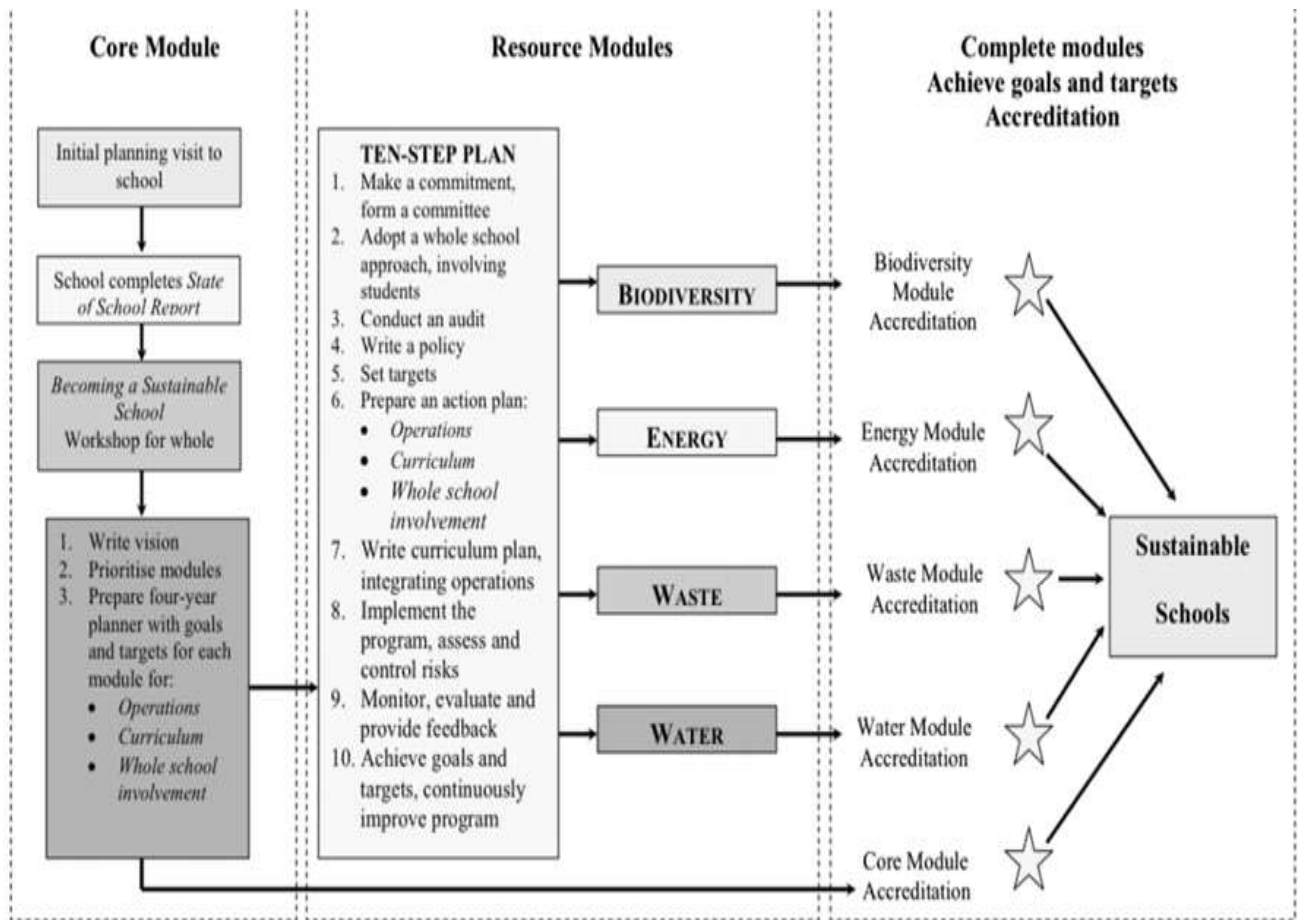 Core Module
Initial planning visit to
school
School completes State
of School Report
Becoming a Sustainable
School
Workshop for whole
1. Write vision
2. Prioritise modules
3. Prepare four-year
planner with goals
and targets for each
module for:
• Operations
• Curriculum
• Whole school
involvement
Resource Modules
TEN-STEP PLAN
1. Make a commitment,
form a committee
2. Adopt a whole school
approach, involving
students
3. Conduct an audit
4. Write a policy
5. Set targets
6. Prepare an action plan:
• Operations
• Curriculum
• Whole school
involvement
7. Write curriculum plan,
integrating operations
8. Implement the
program, assess and
control risks
9. Monitor, evaluate and
provide feedback
10. Achieve goals and
targets, continuously
improve program
BIODIVERSITY
ENERGY
WASTE
WATER
Complete modules
Achieve goals and targets
Accreditation
Biodiversity
Module
Accreditation
Energy Module
Accreditation
Waste Module
Accreditation
Water Module
Accreditation
Core Module
Accreditation
Sustainable
Schools